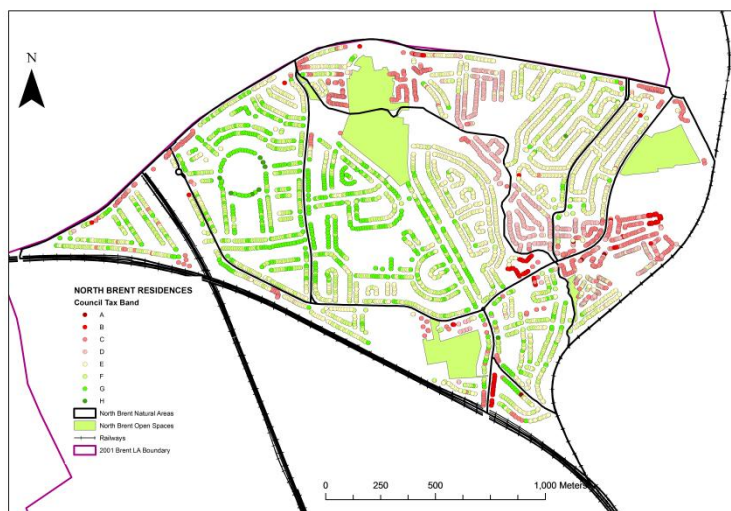 N
NORTH BRENT RESIDENCES
Council Tax Band
A
B
C
D
E
F
G
H
North Brent Natural Areas
North Brent Open Spaces
Railways
2001 Brent LA Boundary
0 250 500 1,000 Meters